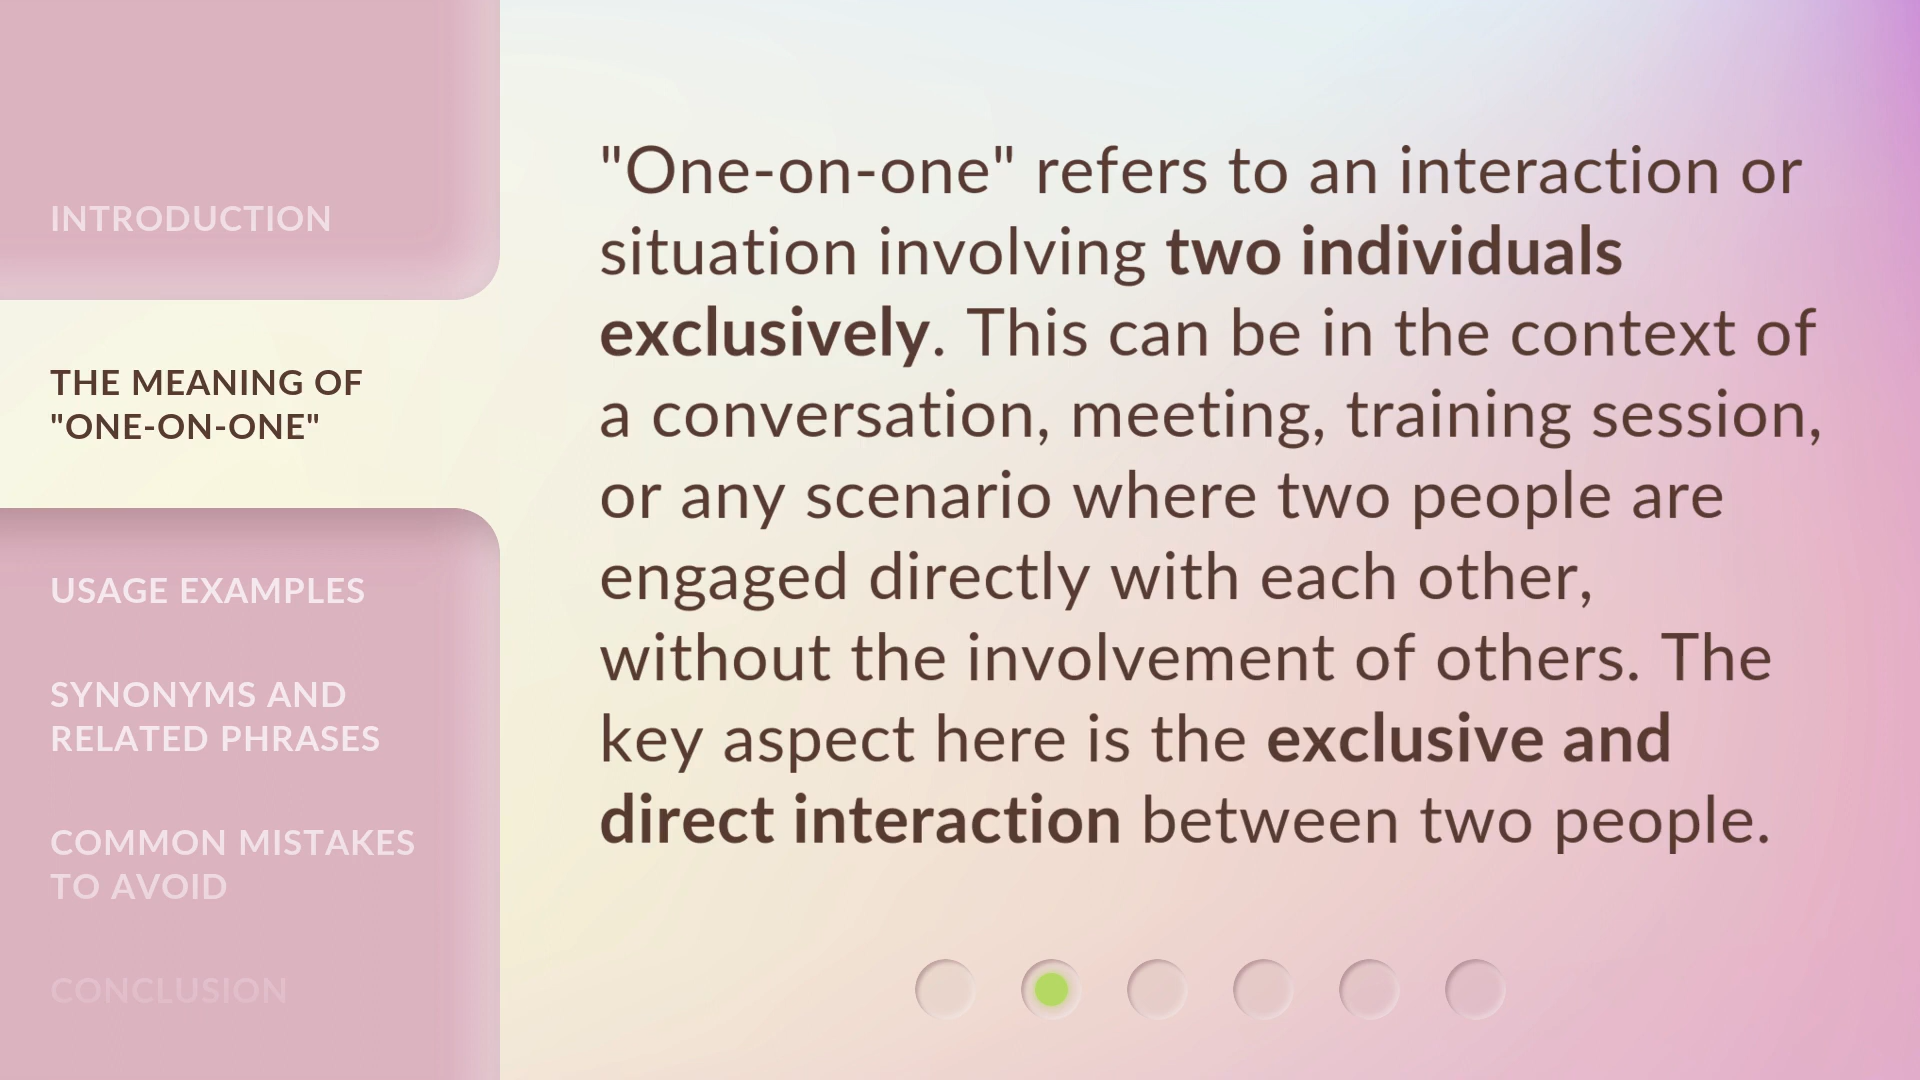 INTRODUCTION
THE MEANING OF
"ONE-ON-ONE"
USAGE EXAMPLES
SYNONYMS AND
RELATED PHRASES
COMMON MISTAKES
TO AVOID
CONCLUSION
"One-on-one" refers to an interaction or
situation involving two individuals
exclusively. This can be in the context of
a conversation, meeting, training session,
or any scenario where two people are
engaged directly with each other,
without the involvement of others. The
key aspect here is the exclusive and
direct interaction between two people.